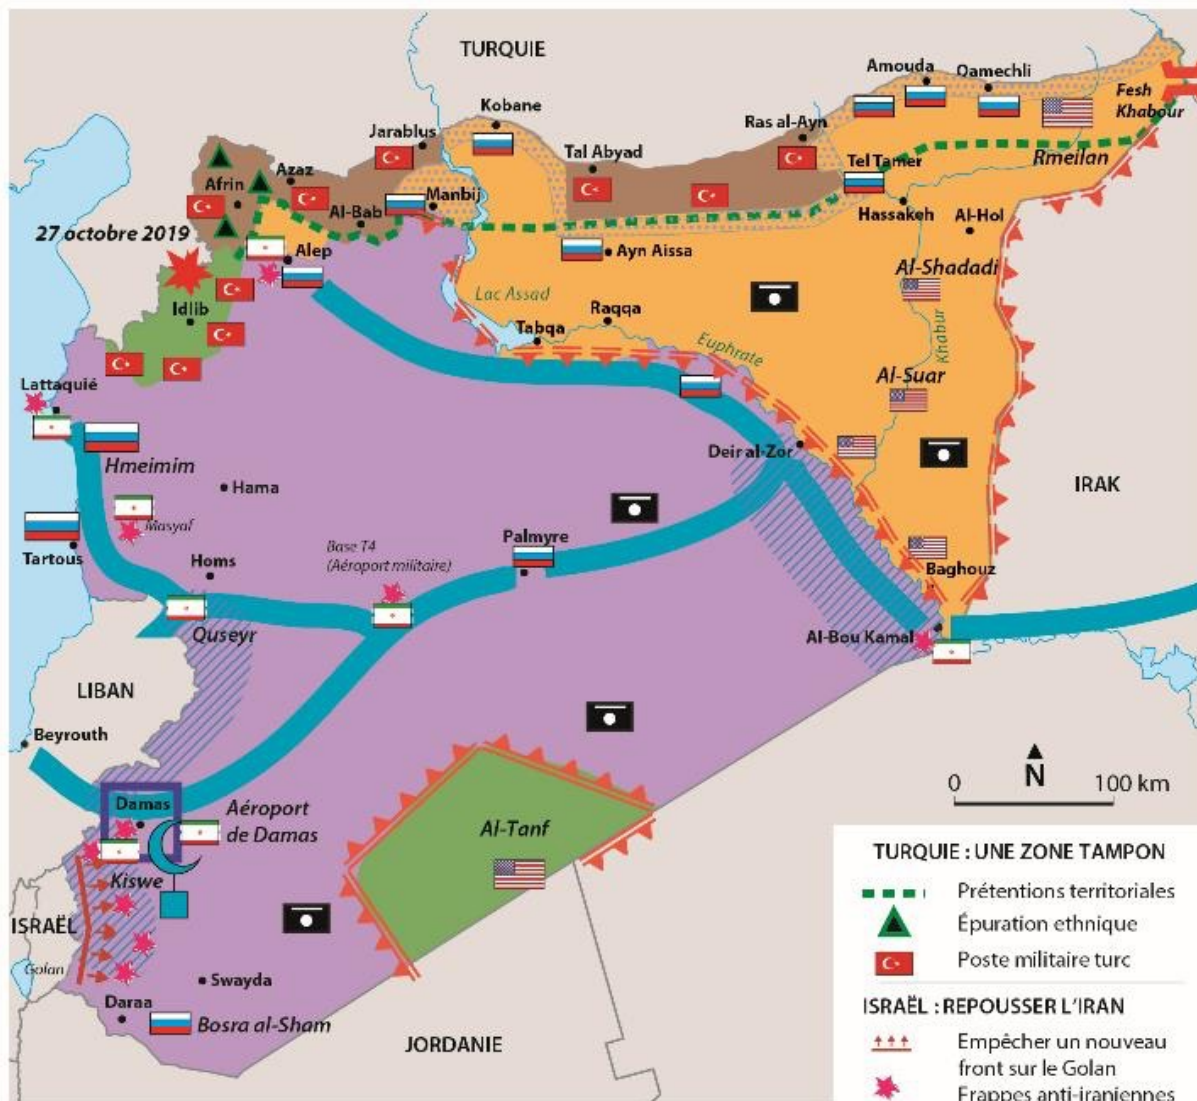 TURQUIE
Amouda
Qamechli
Fesh
Khabour
Kobane
Jarablus
Ras al-Ayn
Tal Abyad
Tel Tamer
Rmeilan
Azaz
Afrin
Manbij
Al-Bab
Hassakeh
Al-Hol
27 octobre 2019
Alep
Ayn Aissa
Al-Shadadi
Lac Assad
Raqqa
Khabur
Idlib
Tabqa
Euphrate
Al-Suar
Lattaquié
Deir al-Zor
Hmeimim
Hama
IRAK
Masyaf
Tartous
Homs
Base T4
(Aéroport militaire)
Palmyre
Baghouz
Quseyr
Al-Bou Kamal
LIBAN
Beyrouth
N
0
100 km
Damas
Aéroport
de Damas
Al-Tanf
Kiswe
ISRAËL
Golan
Swayda
Daraa
Bosra al-Sham
JORDANIE
TURQUIE : UNE ZONE TAMPON
Prétentions territoriales
Épuration ethnique
Poste militaire turc
ISRAËL : REPOUSSER L'IRAN
Empêcher un nouveau
front sur le Golan
Frappes anti-iraniennes